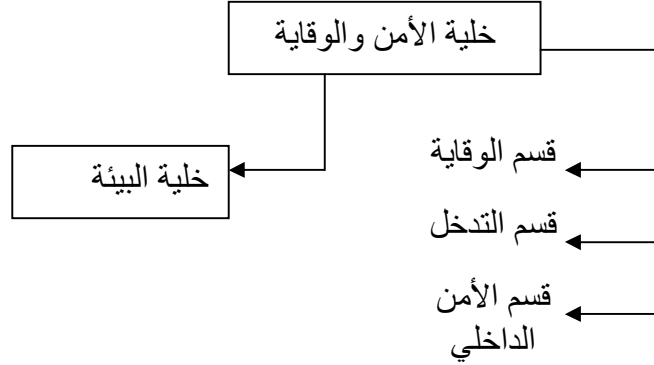 خلية الأمن والوقاية
قسم الوقاية
خلية البيئة
قسم التدخل
قسم الأمن
الداخلي